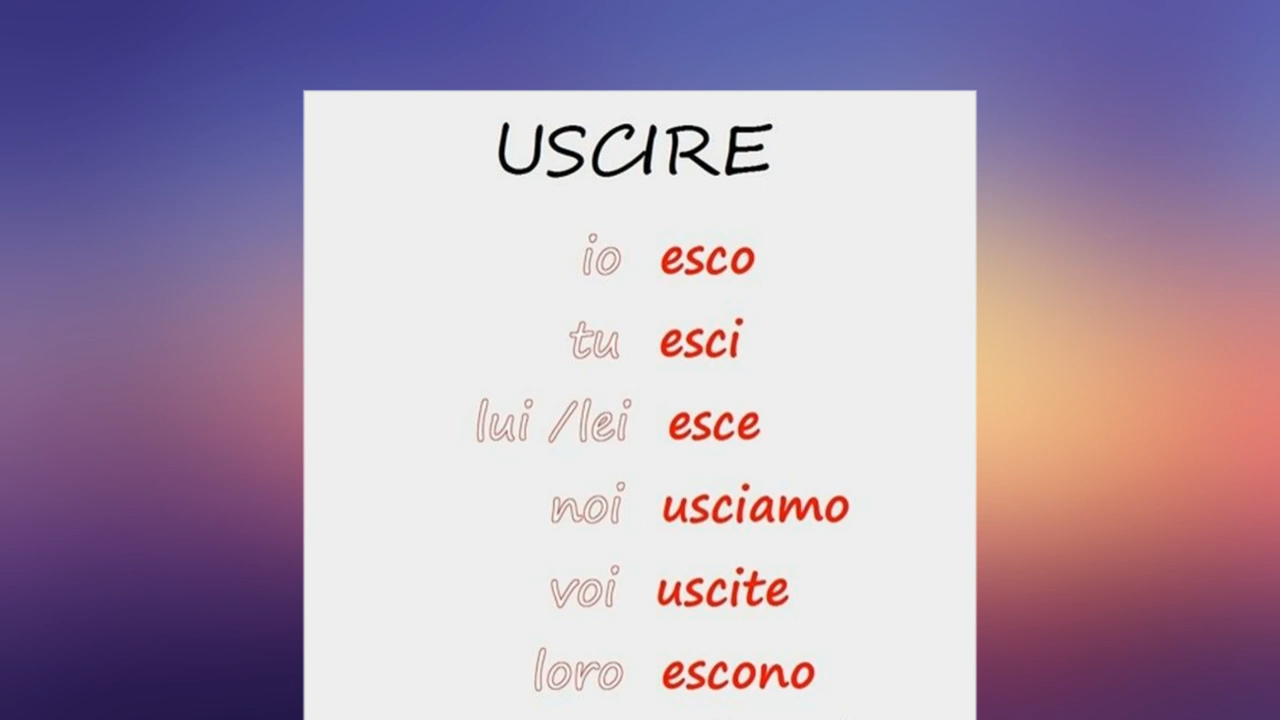 USCIRE
io esco
tu esci
lui /lei esce
noi usciamo
voi uscite
loro escono